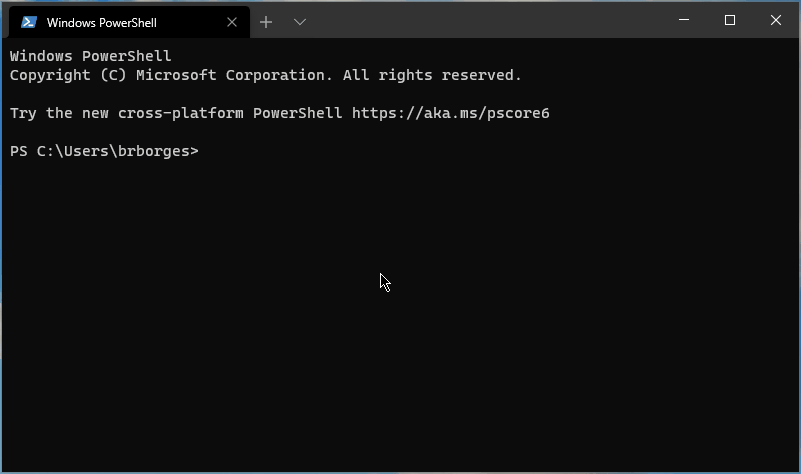 Windows PowerShell
Windows PowerShell
Copyright (C) Microsoft Corporation. All rights reserved.
Try the new cross-platform PowerShell https://aka.ms/pscore6
PS C:\Users\brborges>